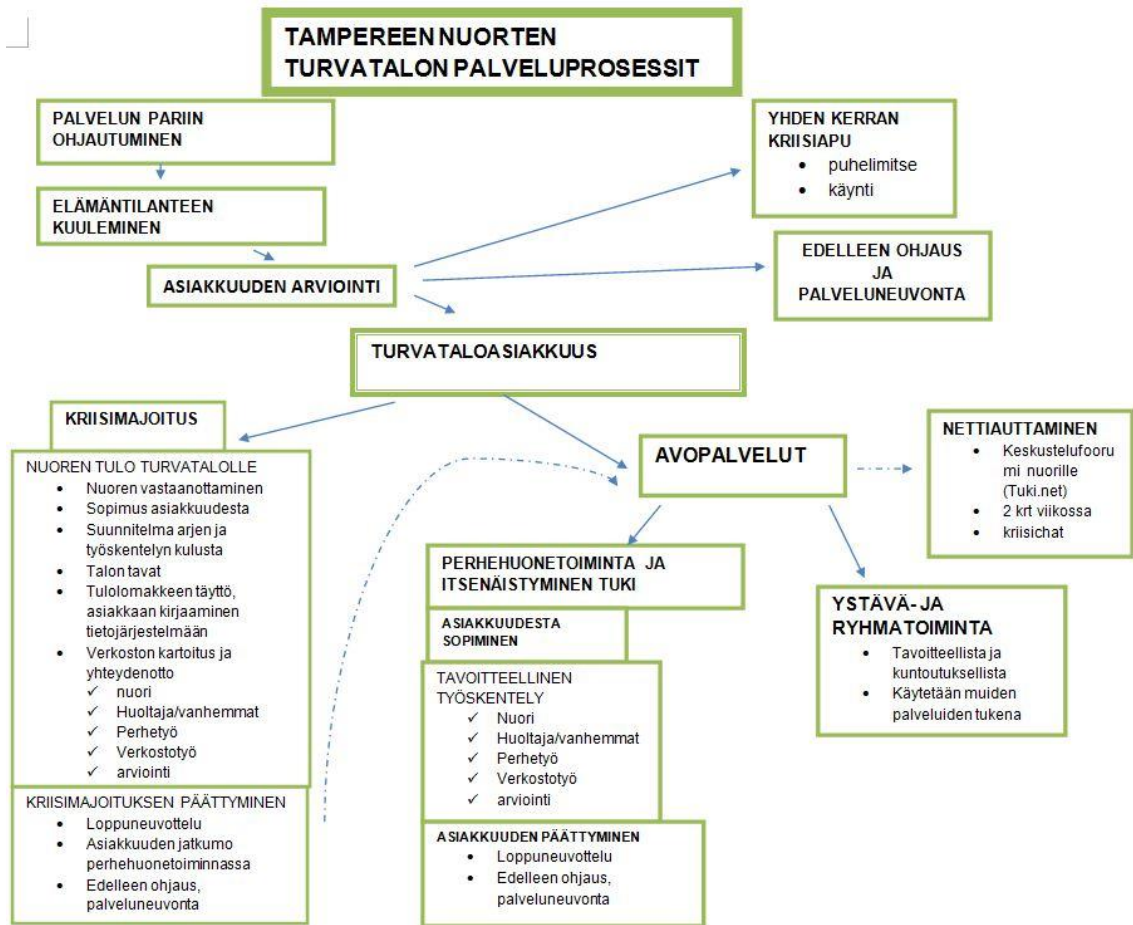 TAMPEREEN NUORTEN
TURVATALON PALVELUPROSESSIT
PALVELUN PARIIN
OHJAUTUMINEN
ELÄMÄNTILANTEEN
KUULEMINEN
ASIAKKUUDEN ARVIOINTI
YHDEN KERRAN
KRIISIAPU
• puhelimitse
• käynti
EDELLEEN OHJAUS
JA
PALVELUNEUVONTA
TURVATALOASIAKKUUS
KRIISIMAJOITUS
NUOREN TULO TURVATALOLLE
• Nuoren vastaanottaminen
• Sopimus asiakkuudesta
• Suunnitelma arjen ja
työskentelyn kulusta
• Talon tavat
• Tulolomakkeen täyttö,
asiakkaan kirjaaminen
tietojärjestelmään
• Verkoston kartoitus ja
yhteydenotto
✓ nuori
✓ Huoltaja/vanhemmat
✓ Perhetyö
✓ Verkostotyö
✓ arviointi
KRIISIMAJOITUKSEN PÄÄTTYMINEN
• Loppuneuvottelu
• Asiakkuuden jatkumo
perhehuonetoiminnassa
• Edelleen ohjaus,
palveluneuvonta
AVOPALVELUT
PERHEHUONETOIMINTA JA
ITSENÄISTYMINEN TUKI
ASIAKKUUDESTA
SOPIMINEN
TAVOITTEELLINEN
TYÖSKENTELY
✓ Nuori
✓ Huoltaja/vanhemmat
✓ Perhetyö
✓ Verkostotyö
✓ arviointi
ASIAKKUUDEN PÄÄTTYMINEN
• Loppuneuvottelu
• Edelleen ohjaus,
palveluneuvonta
NETTIAUTTAMINEN
• Keskustelufooru
mi nuorille
(Tuki.net)
• 2 krt viikossa
• kriisichat
YSTÄVÄ- JA
RYHMATOIMINTA
• Tavoitteellista ja
kuntoutuksellista
• Käytetään muiden
palveluiden tukena